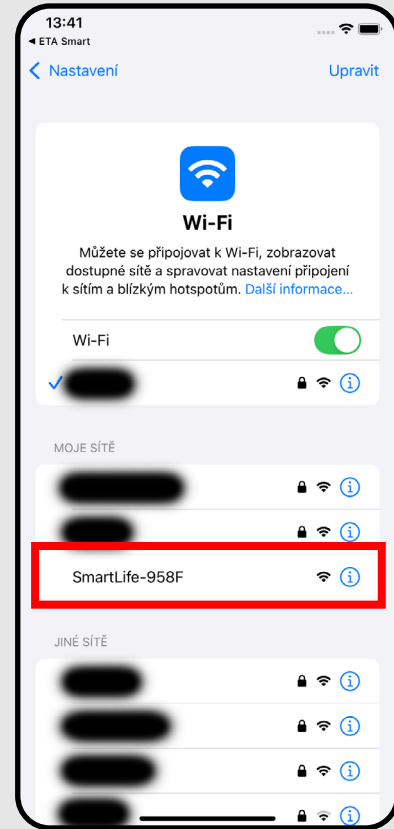 13:41
ETA Smart
Nastavení
Upravit
Wi-Fi
Můžete se připojovat k Wi-Fi, zobrazovat
dostupné sítě a spravovat nastavení připojení
k sítím a blízkým hotspotům. Další informace...
Wi-Fi
MOJE SÍTĚ
SmartLife-958F
JINÉ SÍTĚ